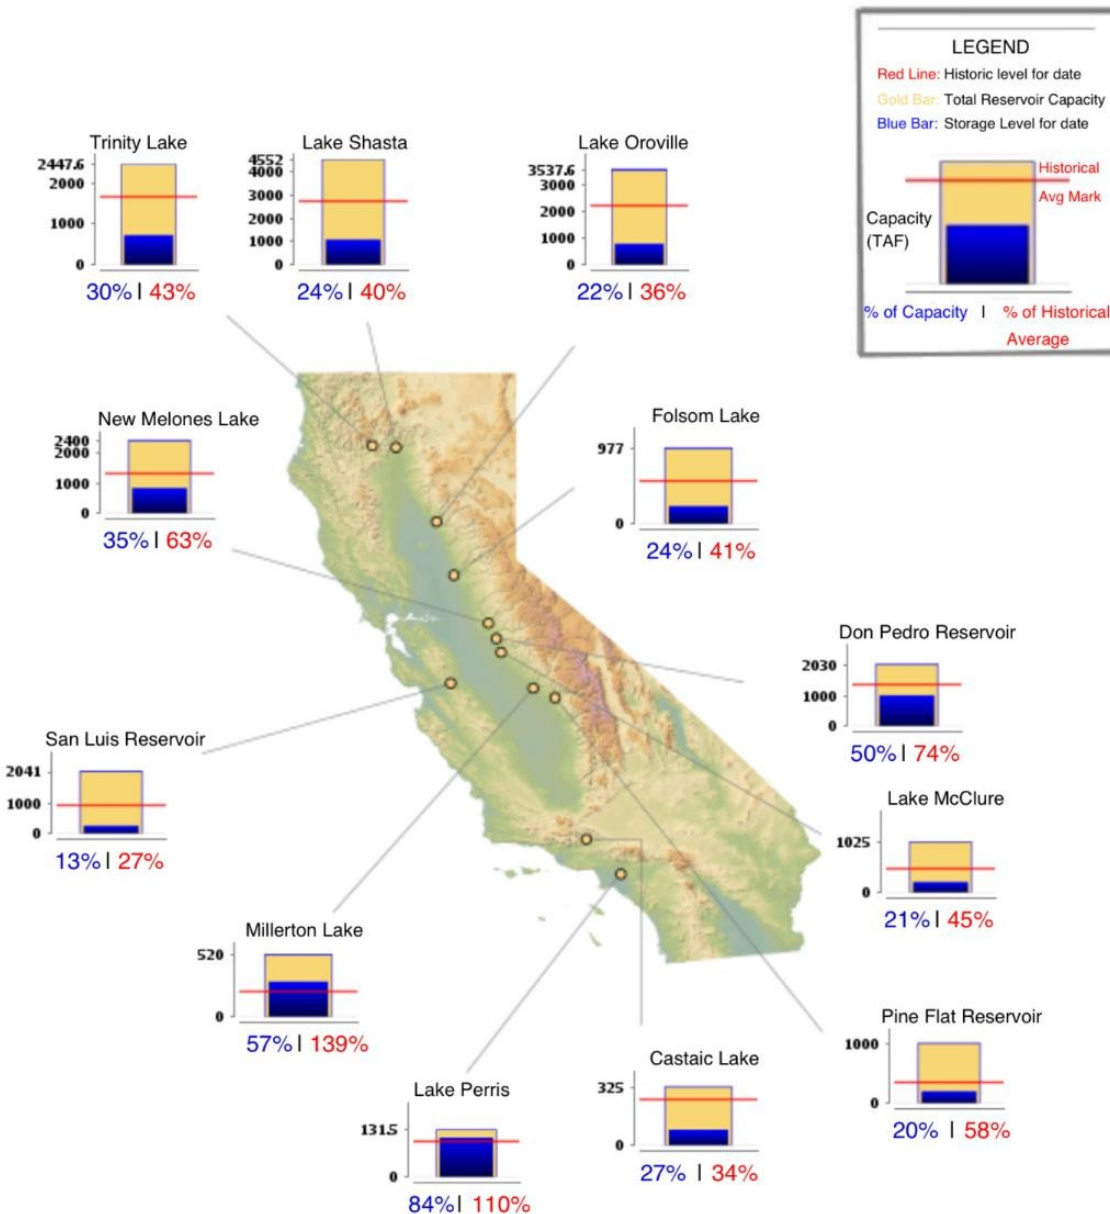 LEGEND
Red Line: Historic level for date
Gold Bar: Total Reservoir Capacity
Blue Bar: Storage Level for date
Historical
Avg Mark
Capacity
(TAF)
% of Capacity | % of Historical
Average
Trinity Lake
2447.6
2000
1000
0
30% | 43%
Lake Shasta
4552
4000
3000
2000
1000
0
24% | 40%
Lake Oroville
3537.6
3000
2000
1000
0
22% | 36%
New Melones Lake
2400
2000
1000
0
35% | 63%
Folsom Lake
977
0
24% | 41%
Don Pedro Reservoir
2030
1000
0
50% | 74%
San Luis Reservoir
2041
1000
0
13% | 27%
Lake McClure
1025
0
21% | 45%
Millerton Lake
520
0
57% | 139%
Pine Flat Reservoir
1000
0
20% | 58%
Castaic Lake
325
0
27% | 34%
Lake Perris
131.5
0
84% | 110%